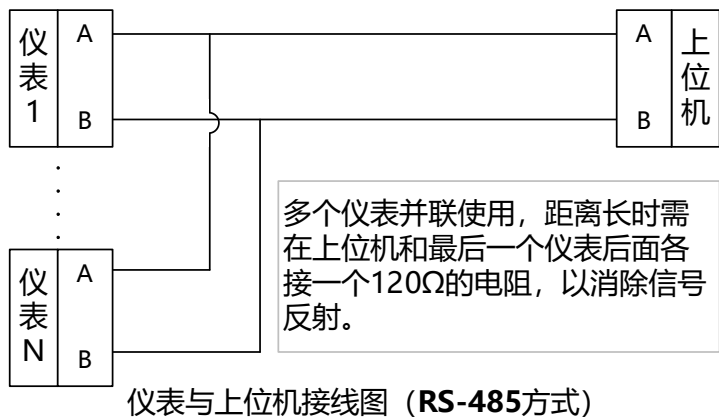 仪表1
A
B
A
B
上位机
仪表N
A
B
多个仪表并联使用，距离长时需
在上位机和最后一个仪表后面各
接一个120Ω的电阻，以消除信号
反射。
仪表与上位机接线图（RS-485方式）